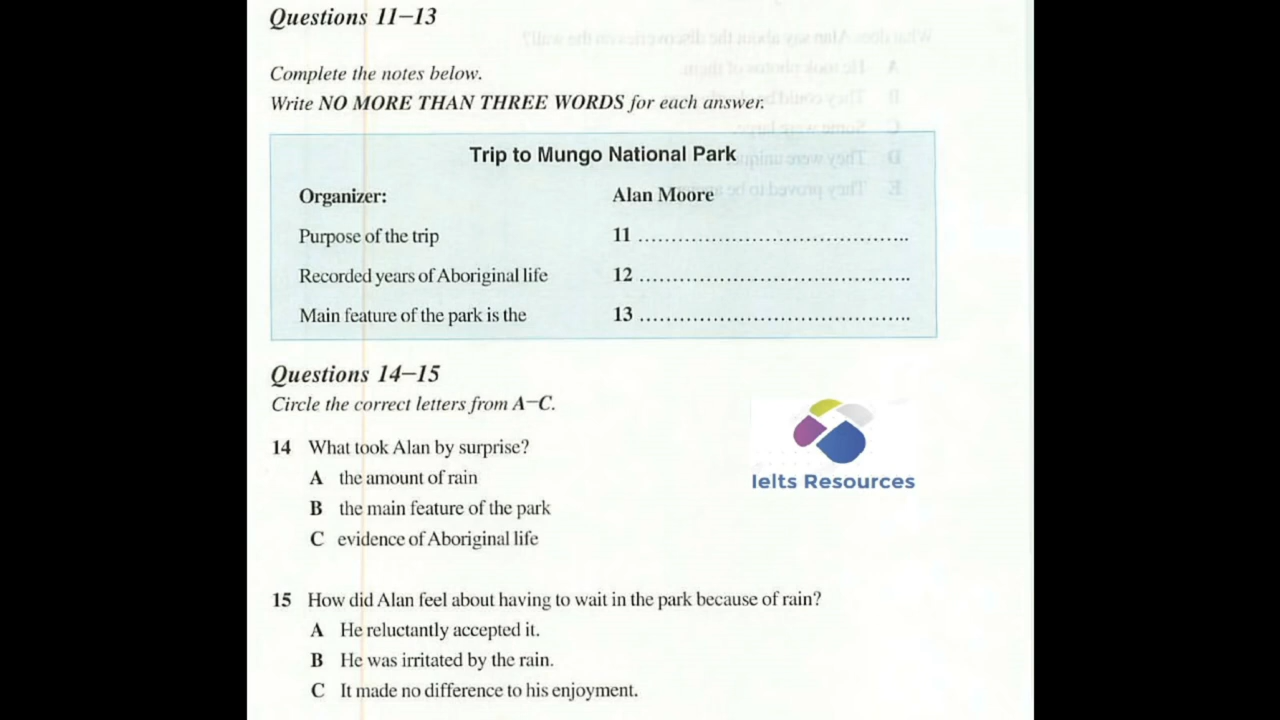 Questions 11–13
Complete the notes below.
Write NO MORE THAN THREE WORDS for each answer.
Trip to Mungo National Park
Organizer: Alan Moore
Purpose of the trip 11 ........................................
Recorded years of Aboriginal life 12 ........................................
Main feature of the park is the 13 ........................................
Questions 14–15
Circle the correct letters from A–C.
14 What took Alan by surprise?
A the amount of rain
B the main feature of the park
C evidence of Aboriginal life
Ielts Resources
15 How did Alan feel about having to wait in the park because of rain?
A He reluctantly accepted it.
B He was irritated by the rain.
C It made no difference to his enjoyment.